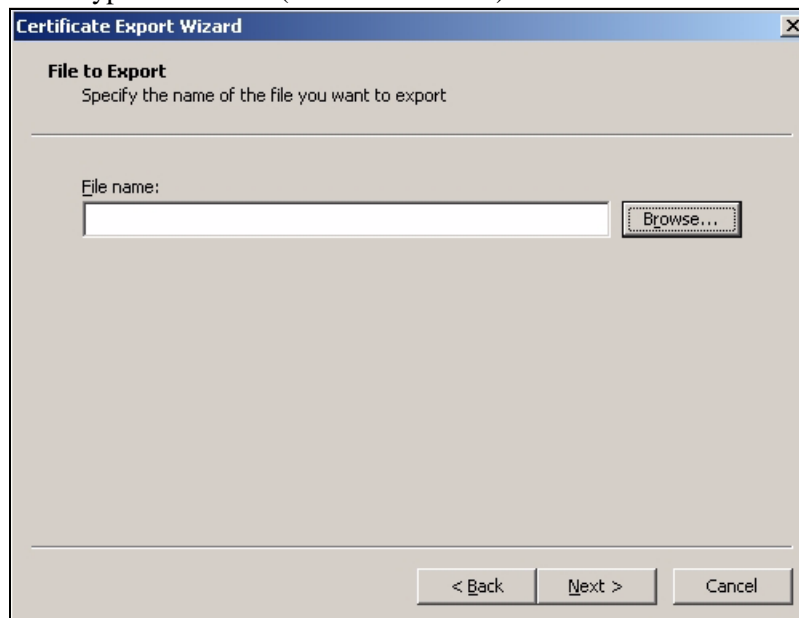 Certificate Export Wizard
File to Export
Specify the name of the file you want to export
File name:
Browse...
< Back
Next >
Cancel